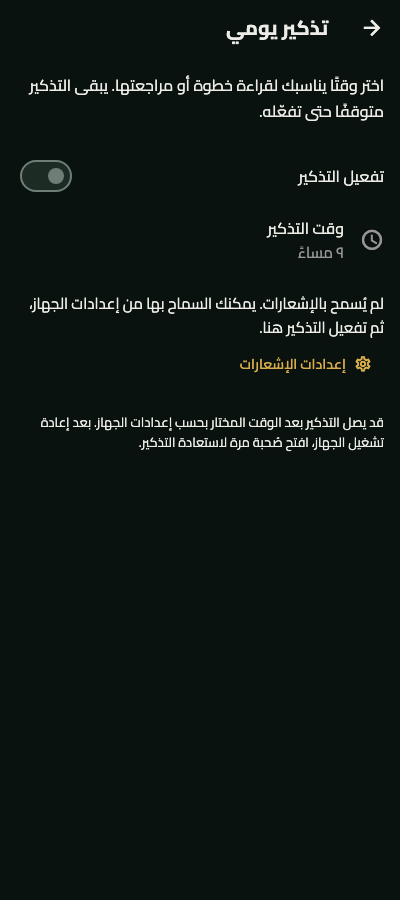 تذكير يومي
اختر وقتًا يناسبك لقراءة خطوة أو مراجعتها. يبقى التذكير
متوقفًا حتى تفعّله.
تفعيل التذكير
وقت التذكير
٩ مساءً
لم يُسمح بالإشعارات. يمكنك السماح بها من إعدادات الجهاز،
ثم تفعيل التذكير هنا.
إعدادات الإشعارات
قد يصل التذكير بعد الوقت المختار بحسب إعدادات الجهاز. بعد إعادة
تشغيل الجهاز، افتح صُحبة مرة لاستعادة التذكير.